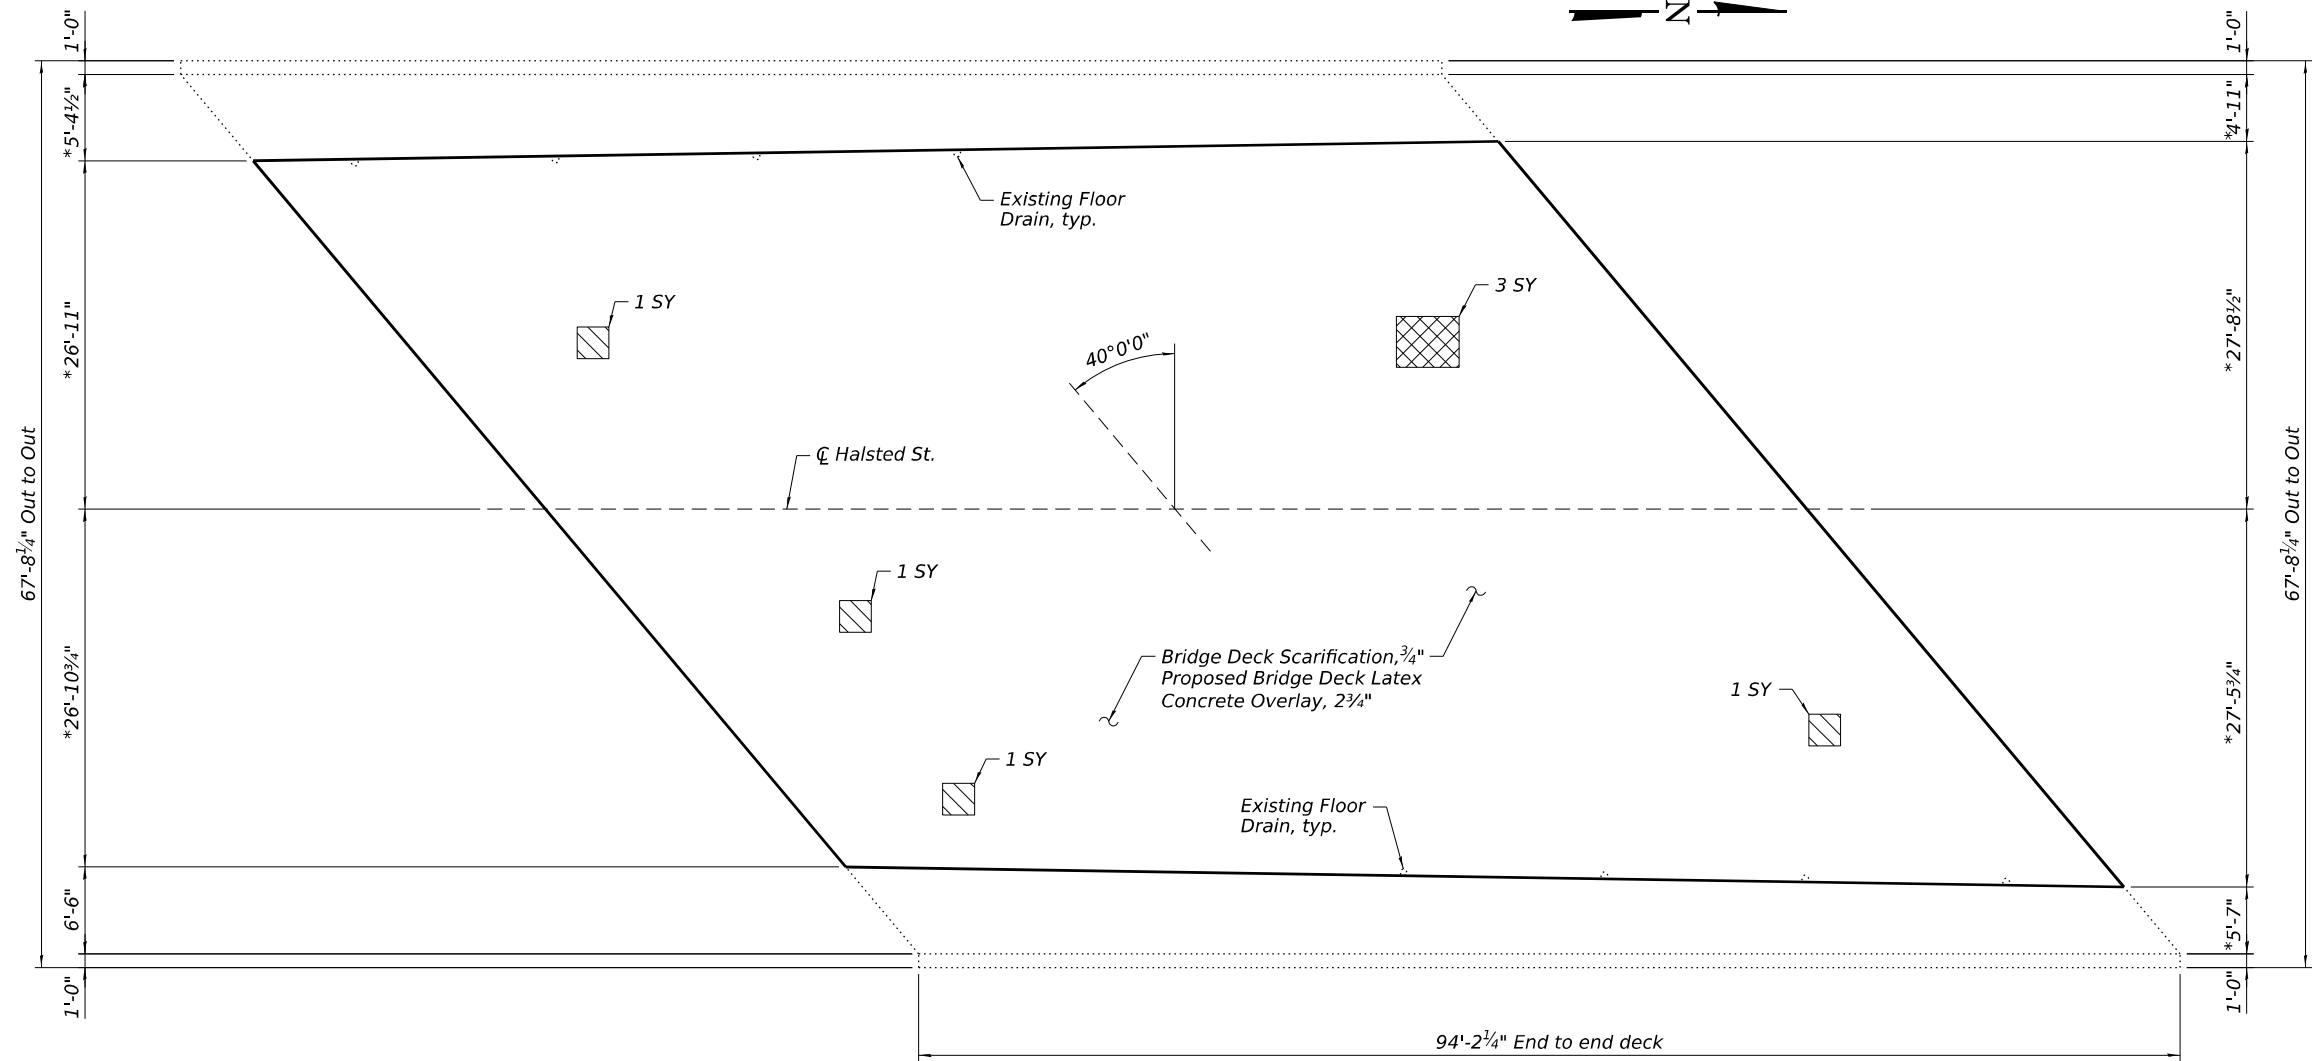 N
1'-0"
1'-0"
*5'-4½"
*4'-11"
Existing Floor
Drain, typ.
3 SY
1 SY
*26'-11"
*27'-8½"
40°0'0"
℄ Halsted St.
67'-8¼" Out to Out
67'-8¼" Out to Out
1 SY
Bridge Deck Scarification, ¾"
Proposed Bridge Deck Latex
Concrete Overlay, 2¾"
*26'-10¾"
*27'-5¾"
1 SY
1 SY
Existing Floor
Drain, typ.
6'-6"
*5'-7"
1'-0"
1'-0"
94'-2¼" End to end deck